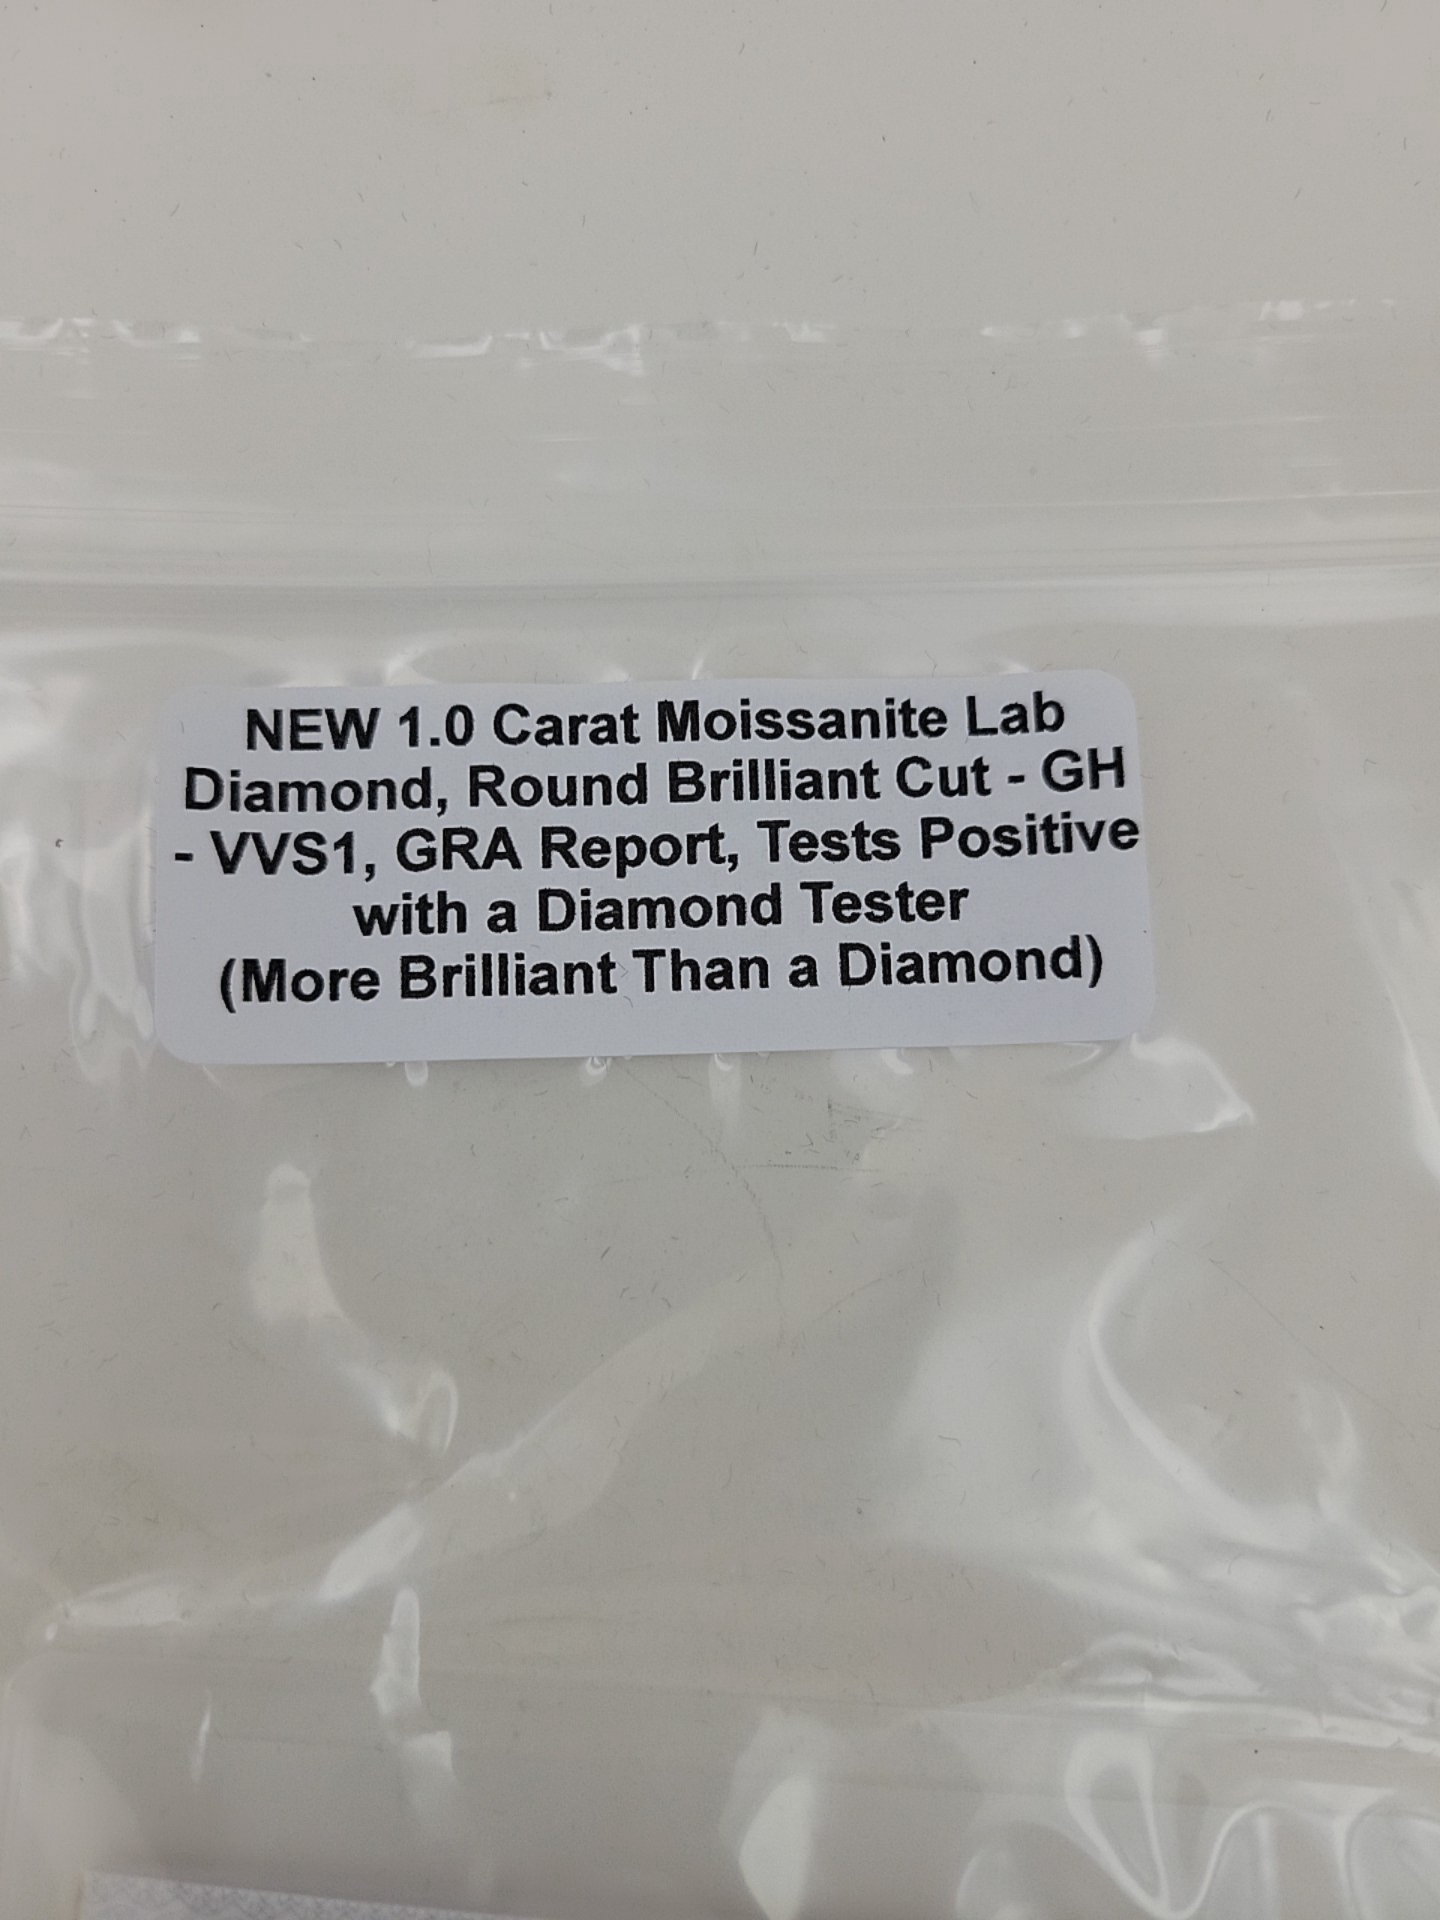 NEW 1.0 Carat Moissanite Lab
Diamond, Round Brilliant Cut - GH
- VVS1, GRA Report, Tests Positive
with a Diamond Tester
(More Brilliant Than a Diamond)